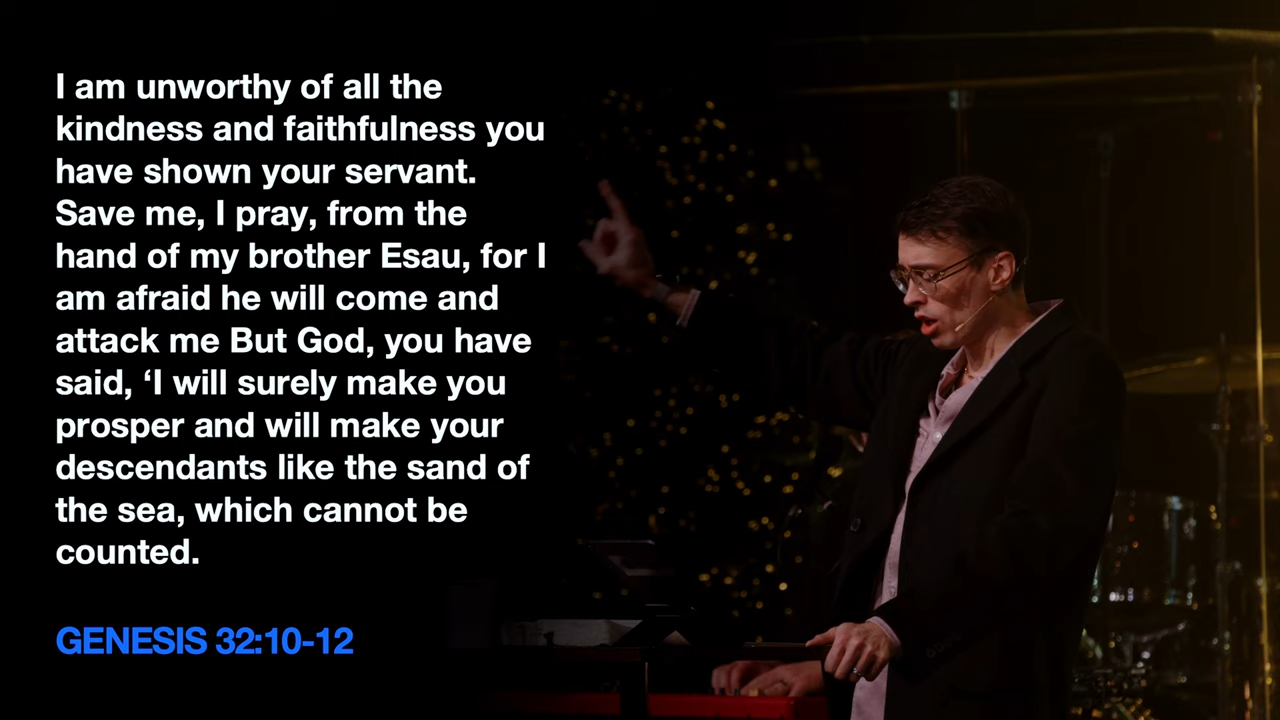 I am unworthy of all the
kindness and faithfulness you
have shown your servant.
Save me, I pray, from the
hand of my brother Esau, for I
am afraid he will come and
attack me But God, you have
said, ‘I will surely make you
prosper and will make your
descendants like the sand of
the sea, which cannot be
counted.
GENESIS 32:10-12